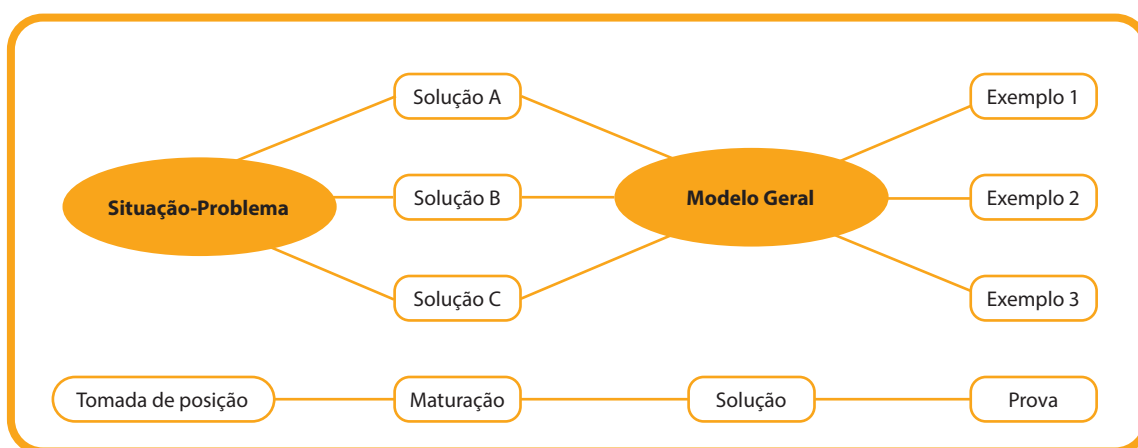 Solução A
Exemplo 1
Situação-Problema
Solução B
Modelo Geral
Exemplo 2
Solução C
Exemplo 3
Tomada de posição
Maturação
Solução
Prova